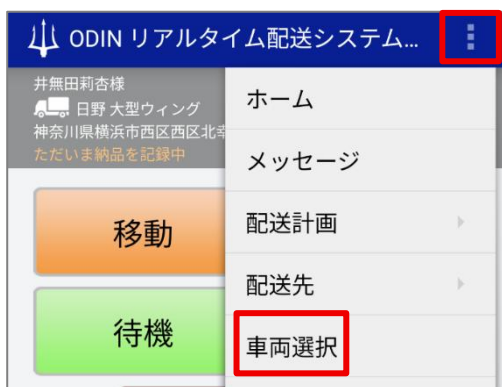 ODIN リアルタイム配送システム...
井無田莉杏様
日野 大型ウィング
神奈川県横浜市西区西区北幸
ただいま納品を記録中
移動
待機
ホーム
メッセージ
配送計画
配送先
車両選択